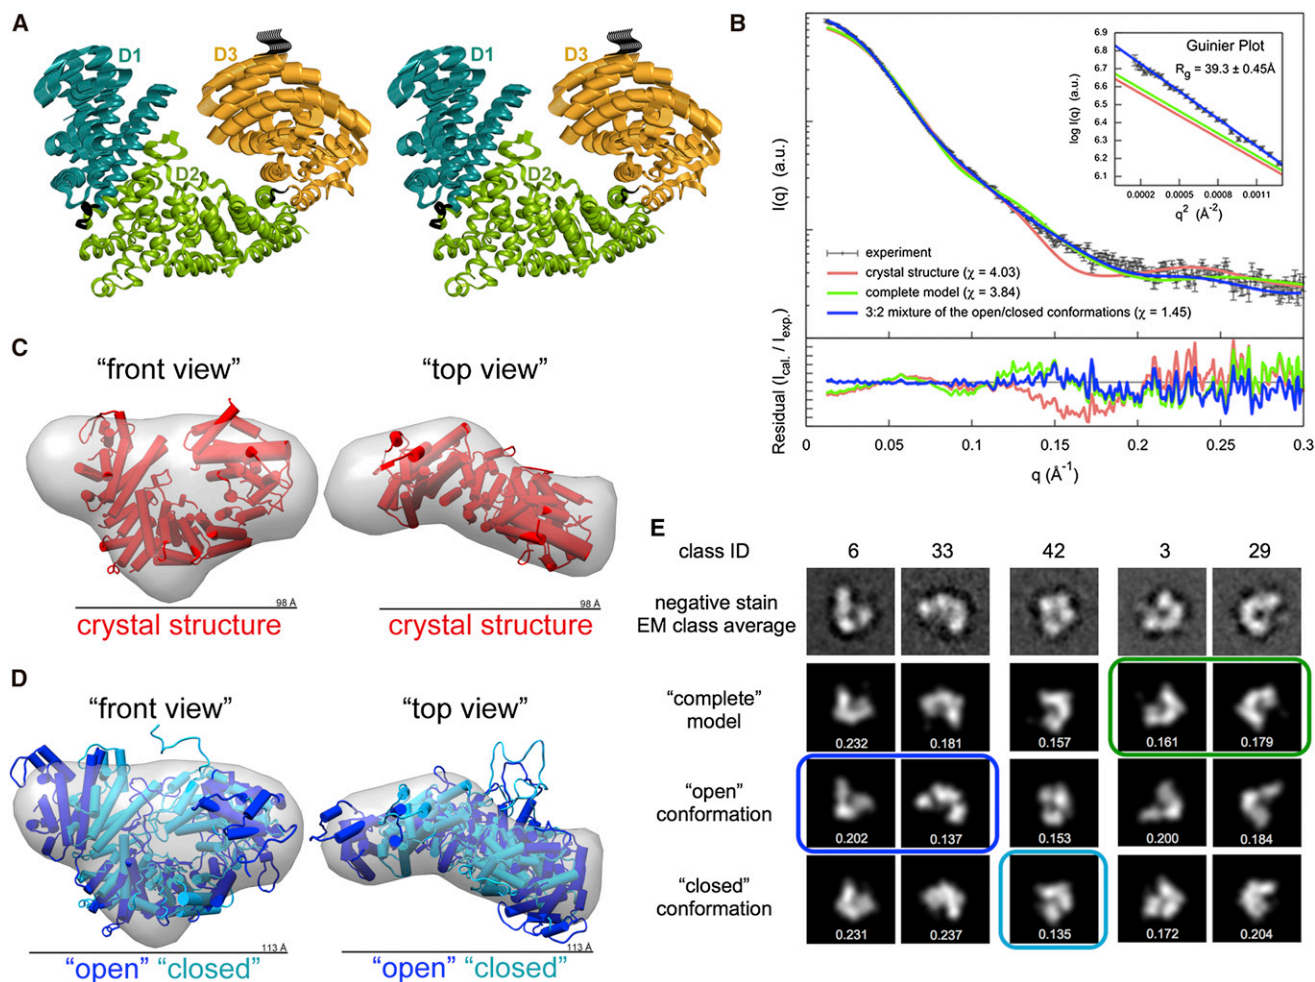 A
D1
D3
D2
D1
D3
D2
B
I(q) (a.u.)
Guinier Plot
Rg = 39.3 ± 0.45Å
log I(q) (a.u.)
6.9
6.8
6.7
6.6
6.5
6.4
6.3
6.2
6.1
0.0002
0.0005
0.0008
0.0011
q² (Å⁻²)
experiment
crystal structure (χ = 4.03)
complete model (χ = 3.84)
3:2 mixture of the open/closed conformations (χ = 1.45)
Residual (Ical. / Iexp.)
0
0.05
0.1
0.15
0.2
0.25
0.3
q (Å⁻¹)
C
“front view”
“top view”
98 Å
98 Å
crystal structure
crystal structure
D
“front view”
“top view”
113 Å
113 Å
“open” “closed”
“open” “closed”
E
class ID
6
33
42
3
29
negative stain
EM class average
“complete”
model
0.232
0.181
0.157
0.161
0.179
“open”
conformation
0.202
0.137
0.153
0.200
0.184
“closed”
conformation
0.231
0.237
0.135
0.172
0.204